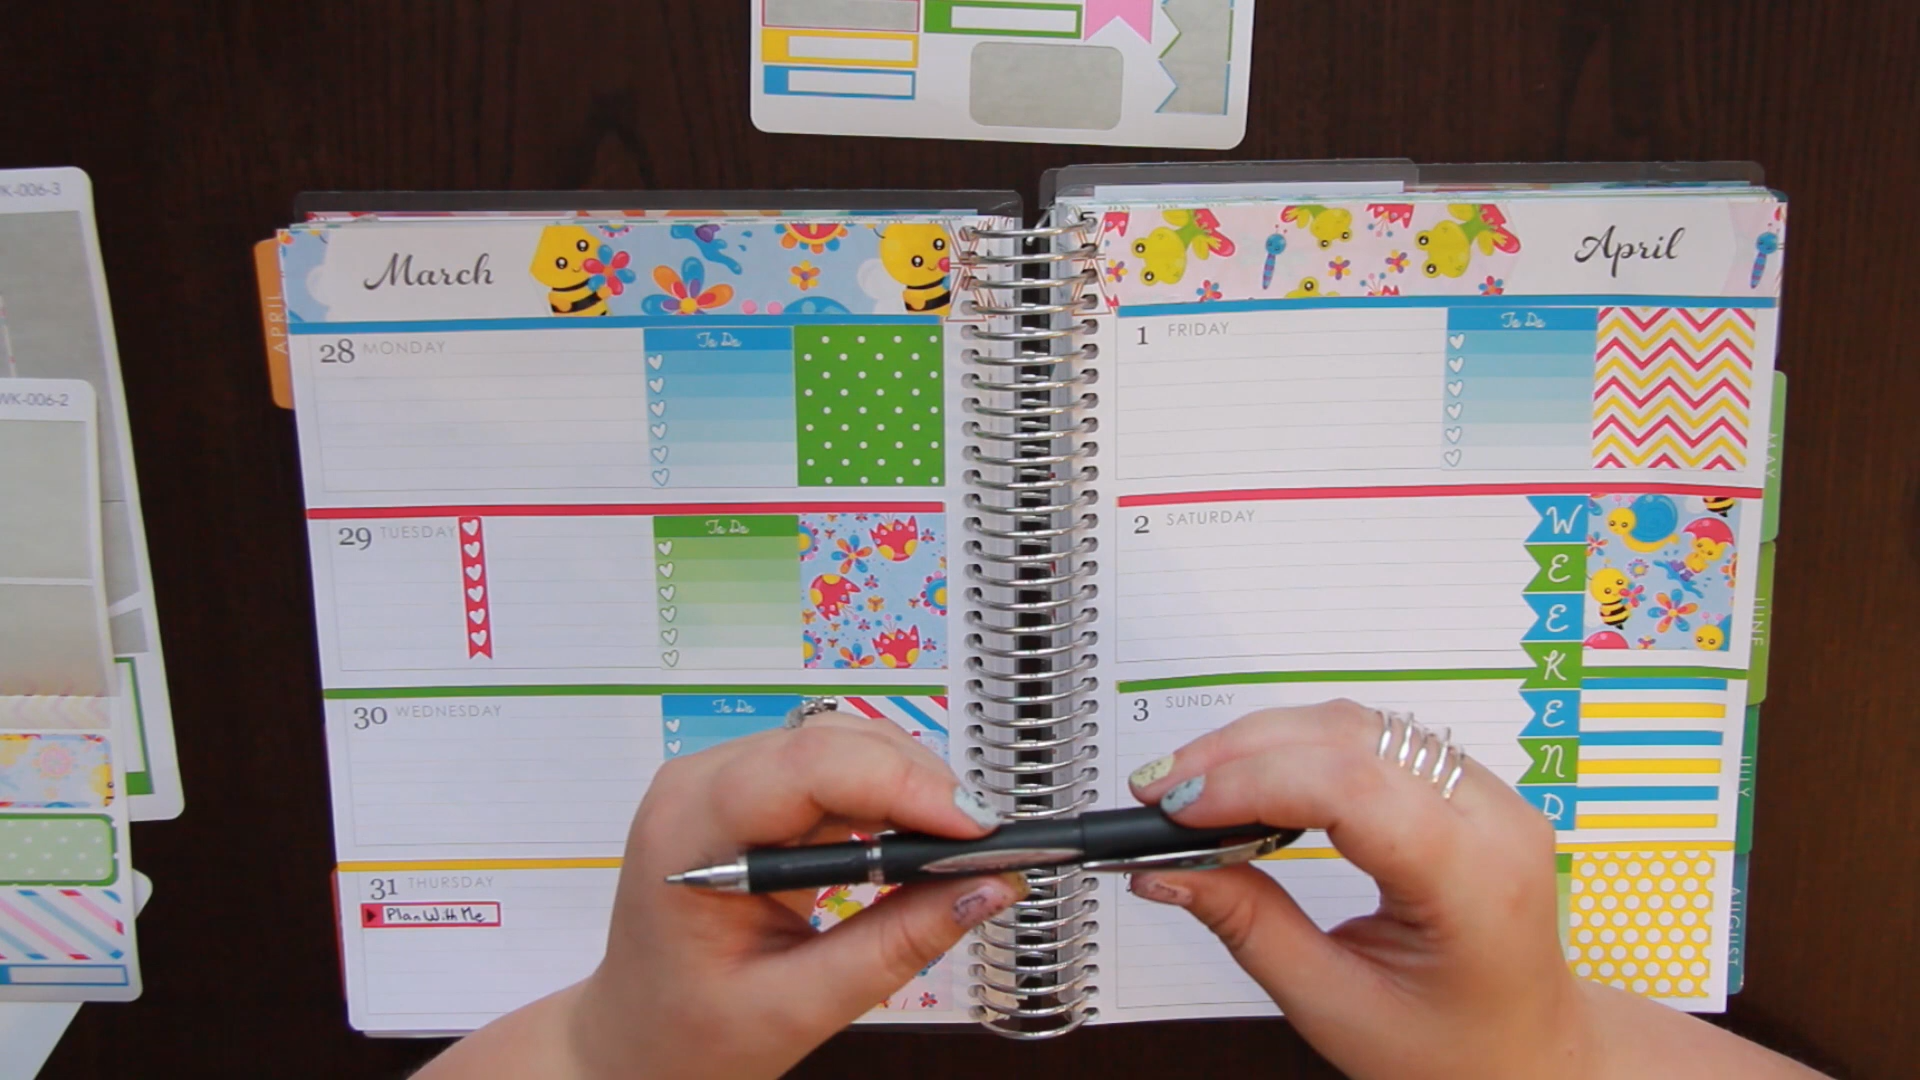 WK-006-3
WK-006-2
APRIL
March
28 MONDAY
To Do
29 TUESDAY
To Do
30 WEDNESDAY
To Do
31 THURSDAY
Plan With Me
5
April
1 FRIDAY
To Do
2 SATURDAY
3 SUNDAY
WEEKEND
MAY
JUNE
JULY
AUGUST